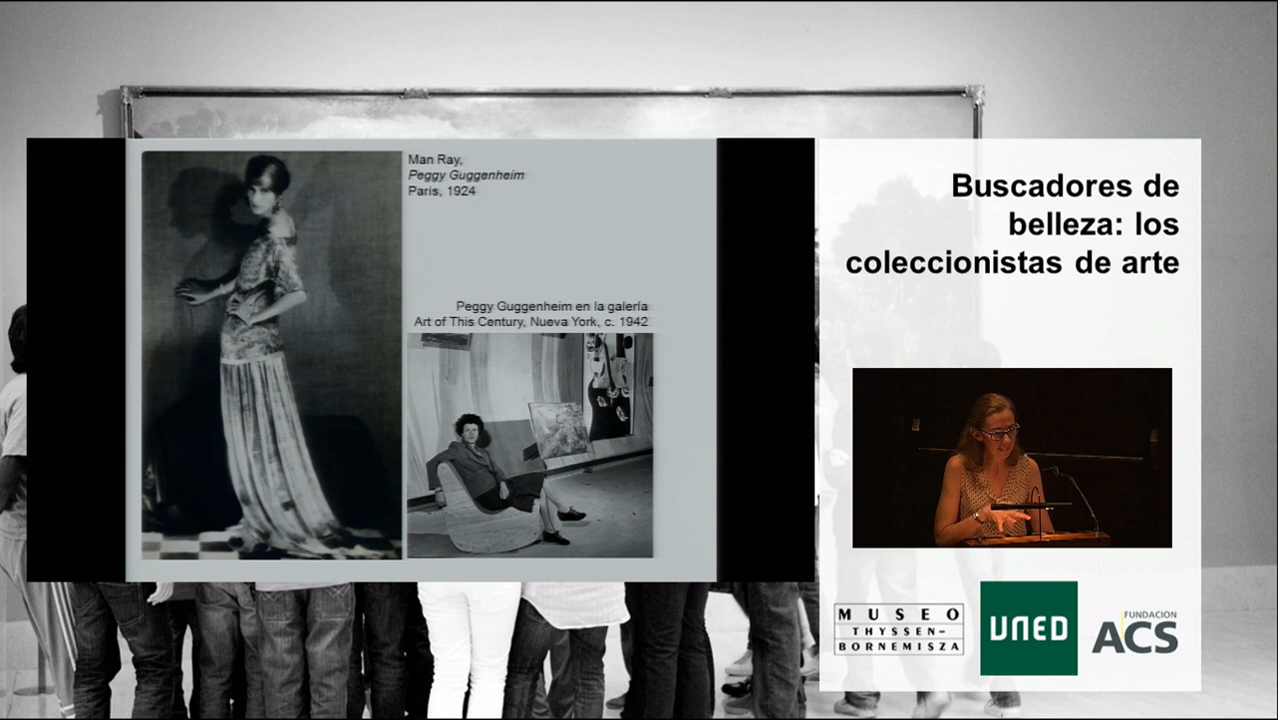 Man Ray,
Peggy Guggenheim
Paris, 1924
Peggy Guggenheim en la galería
Art of This Century, Nueva York, c. 1942
Buscadores de
belleza: los
coleccionistas de arte
MUSEO
THYSSEN-
BORNEMISZA
UNED
FUNDACION
ACS